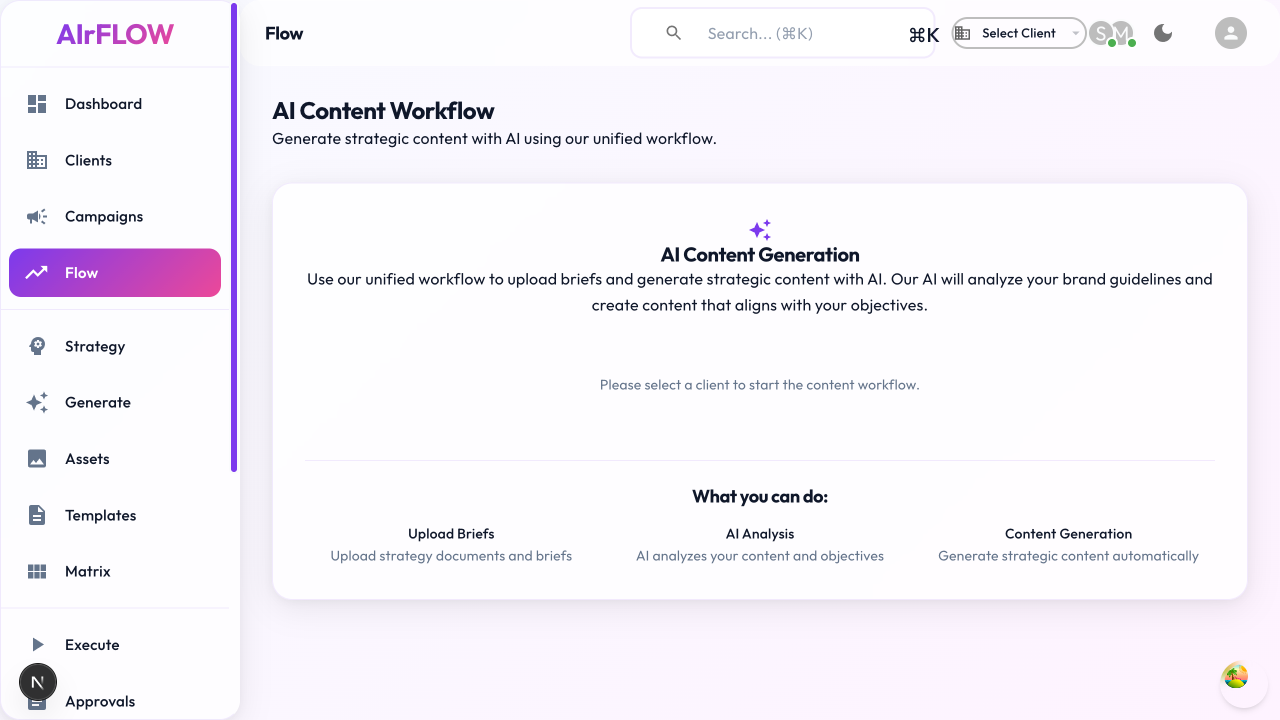 AIrFLOW
Dashboard
Clients
Campaigns
Flow
Strategy
Generate
Assets
Templates
Matrix
Execute
Approvals
N
Flow
Search... (⌘K)
⌘K
Select Client
S
M
AI Content Workflow
Generate strategic content with AI using our unified workflow.
AI Content Generation
Use our unified workflow to upload briefs and generate strategic content with AI. Our AI will analyze your brand guidelines and
create content that aligns with your objectives.
Please select a client to start the content workflow.
What you can do:
Upload Briefs
Upload strategy documents and briefs
AI Analysis
AI analyzes your content and objectives
Content Generation
Generate strategic content automatically